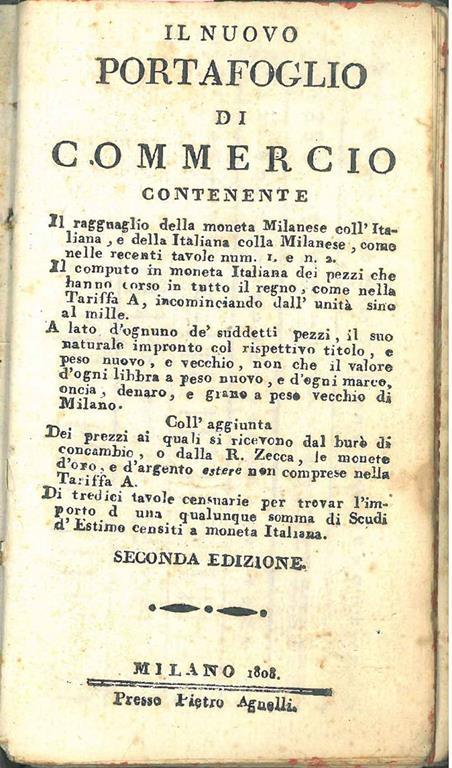 IL NUOVO
PORTAFOGLIO
DI
COMMERCIO
CONTENENTE
Il ragguaglio della moneta Milanese coll' Ita-
liana, e della Italiana colla Milanese, come
nelle recenti tavole num. 1. e n. 2.
Il computo in moneta Italiana dei pezzi che
hanno corso in tutto il regno, come nella
Tariffa A, incominciando dall' unità sino
al mille.
A lato d'ognuno de' suddetti pezzi, il suo
naturale impronto col rispettivo titolo, e
peso nuovo, e vecchio, non che il valore
d'ogni libbra a peso nuovo, e d'egni marco,
oncia, denaro, e grano a peso vecchio di
Milano.
Coll' aggiunta
Dei prezzi ai quali si ricevono dal burò di
concambio, o dalla R. Zecca, le monete
d'oro, e d'argento estere non comprese nella
Tariffa A.
Di tredici tavole censuarie per trovar l'im-
porto d una qualunque somma di Scudi
d'Estimo censiti a moneta Italiana.
SECONDA EDIZIONE.
MILANO 1808.
Presso Pietro Agnelli.